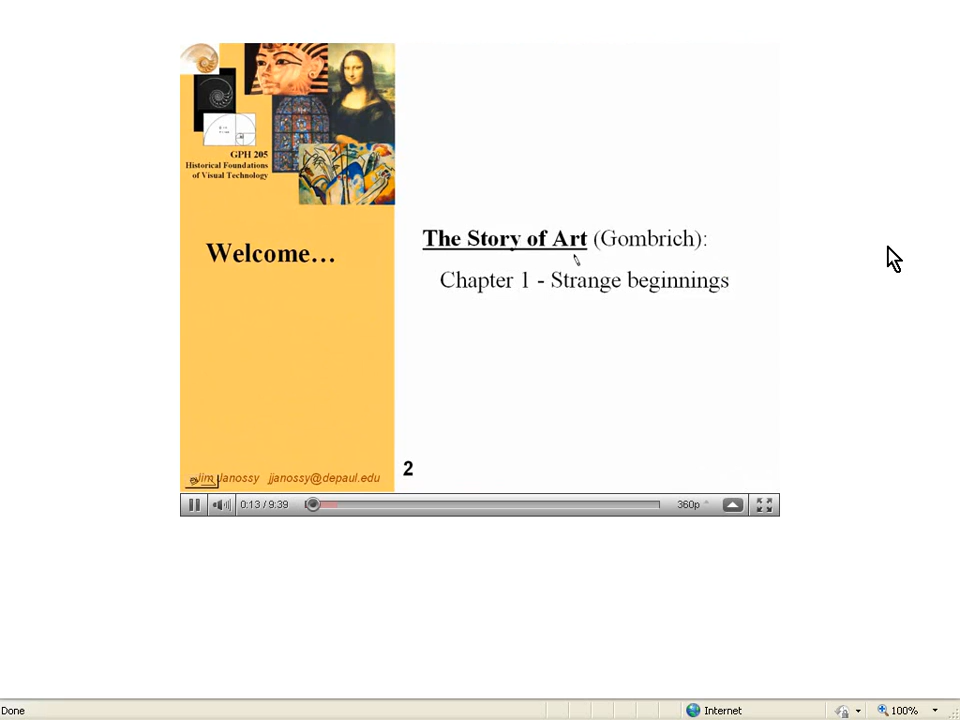 GPH 205
Historical Foundations
of Visual Technology
Welcome…
The Story of Art (Gombrich):
Chapter 1 - Strange beginnings
Jim Janossy jjanossy@depaul.edu
2
0:13 / 9:39
360p
Done
Internet
100%